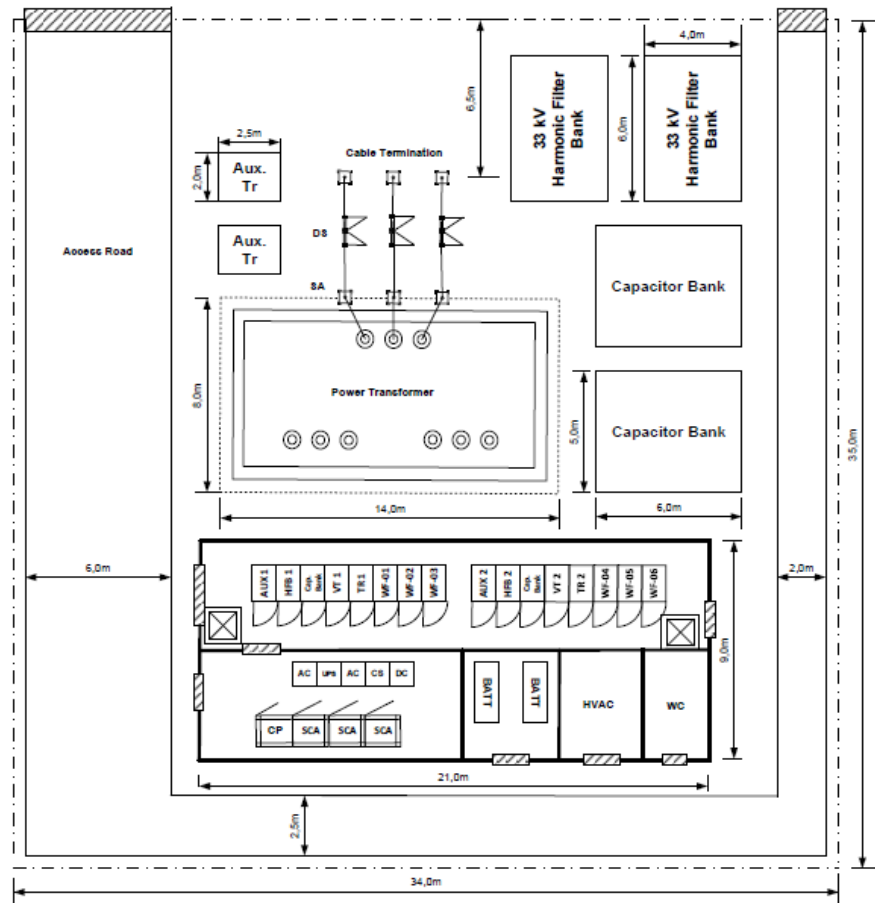 4,0m
6,5m
33 kV
Harmonic Filter
Bank
6,0m
33 kV
Harmonic Filter
Bank
2,5m
Cable Termination
2,0m
Aux.
Tr
DS
Access Road
Aux.
Tr
SA
Capacitor Bank
8,0m
Power Transformer
5,0m
Capacitor Bank
35,0m
14,0m
6,0m
6,0m
2,0m
AUX 1
HFB 1
Cap.
Bank
VT 1
TR 1
WF-01
WF-02
WF-03
AUX 2
HFB 2
Cap.
Bank
VT 2
TR 2
WF-04
WF-05
WF-06
9,0m
AC
UPS
AC
CS
DC
BATT
BATT
HVAC
WC
CP
SCA
SCA
SCA
21,0m
2,5m
34,0m